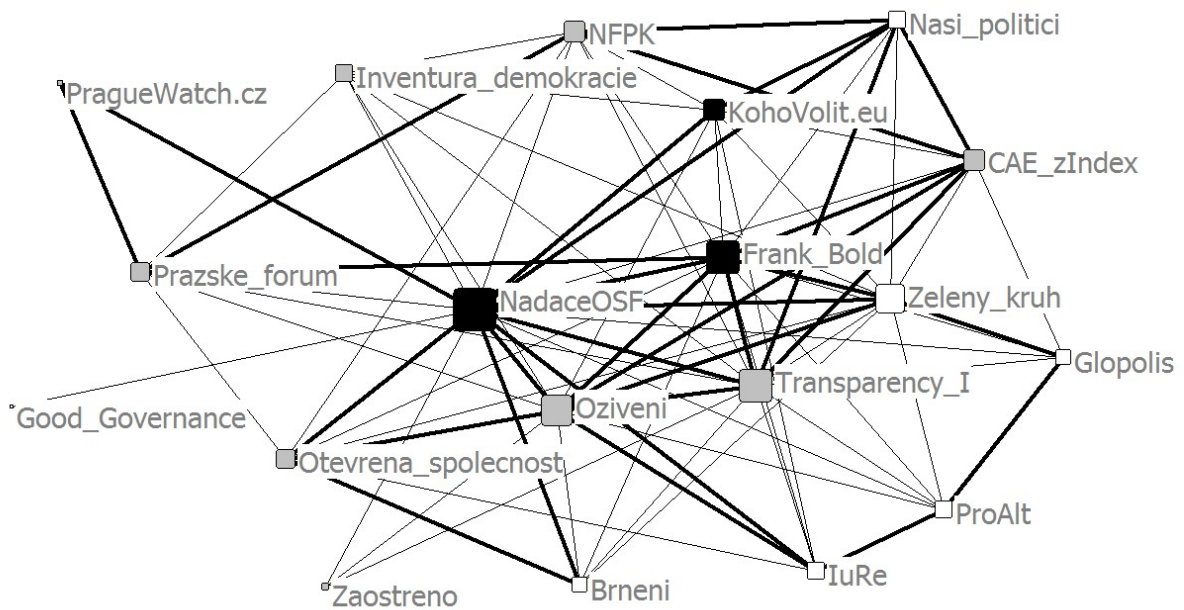 NFPK
Nasi_politici
Inventura_demokracie
PragueWatch.cz
KohoVolit.eu
CAE_zIndex
Frank_Bold
Prazske_forum
NadaceOSF
Zeleny_kruh
Glopolis
Transparency_I
Oziveni
Good_Governance
Otevrena_spolecnost
ProAlt
IuRe
Brneni
Zaostreno